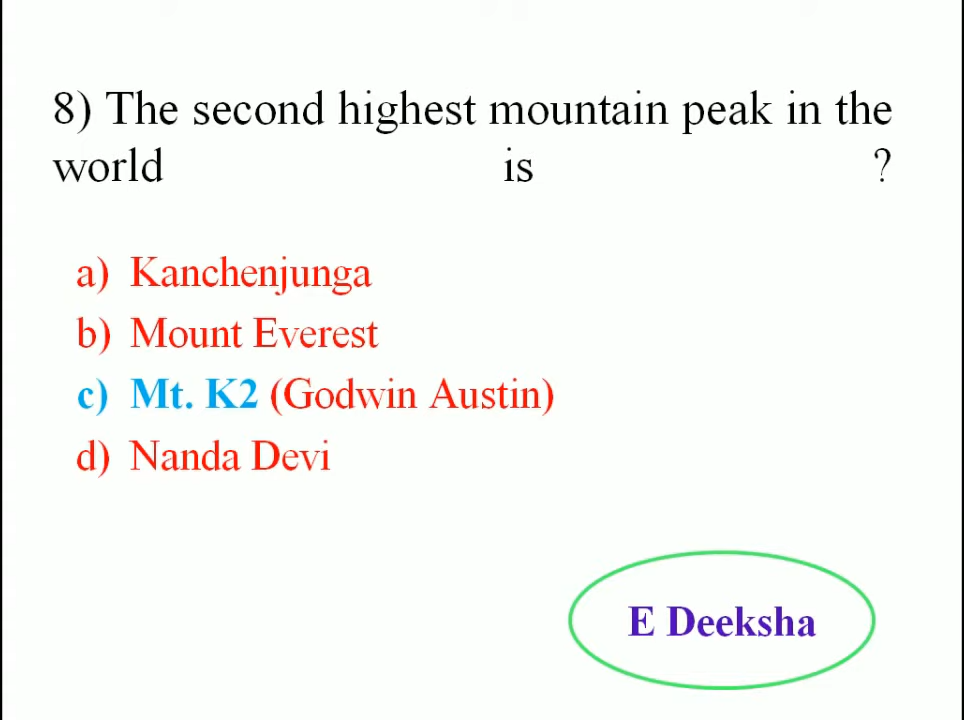 8) The second highest mountain peak in the
world is ?
a) Kanchenjunga
b) Mount Everest
c) Mt. K2 (Godwin Austin)
d) Nanda Devi
E Deeksha